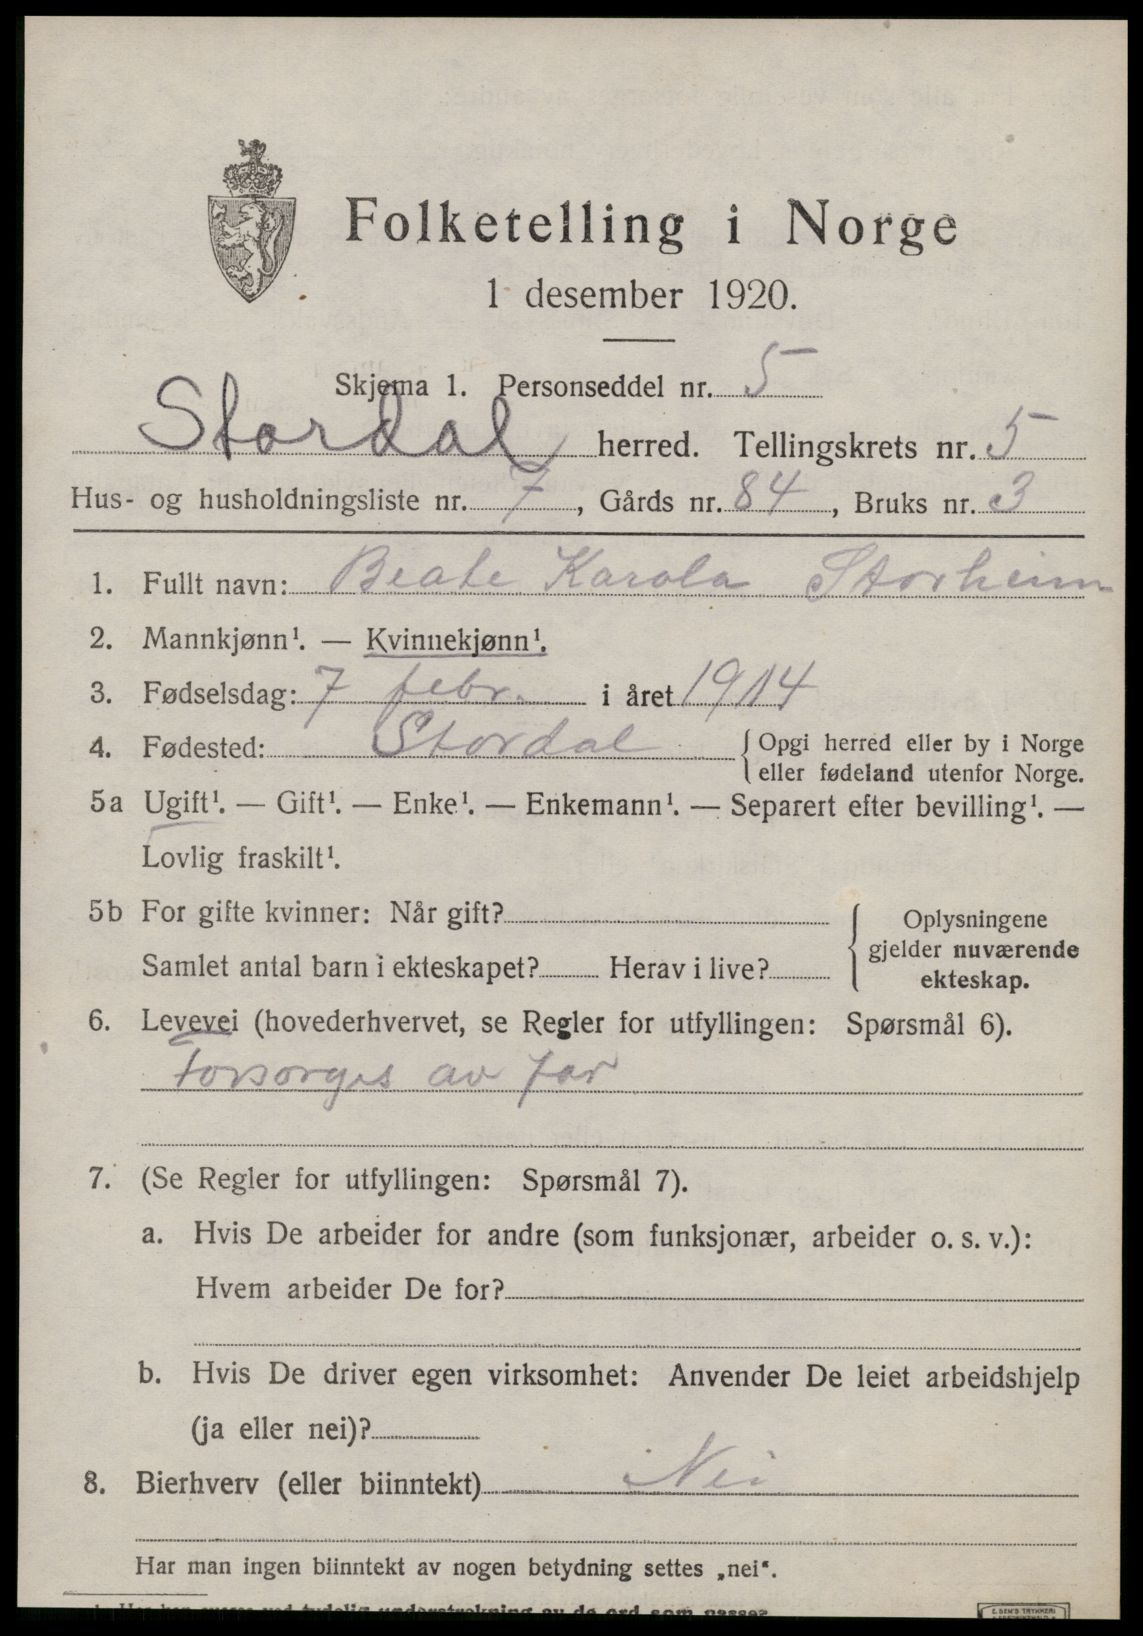 Folketelling i Norge
1 desember 1920.
Skjema 1. Personseddel nr. 5
Stordal herred. Tellingskrets nr. 5
Hus- og husholdningsliste nr. 7, Gårds nr. 84, Bruks nr. 3
1. Fullt navn: Beate Karola Storheim
2. Mannkjønn¹. — Kvinnekjønn¹.
3. Fødselsdag: 7 febr. i året 1914
4. Fødested: Stordal {Opgi herred eller by i Norge
eller fødeland utenfor Norge.
5a Ugift¹. — Gift¹. — Enke¹. — Enkemann¹. — Separert efter bevilling¹. —
Lovlig fraskilt¹.
5b For gifte kvinner: Når gift?
Samlet antal barn i ekteskapet? Herav i live?
{Oplysningene
gjelder nuværende
ekteskap.
6. Levevei (hovederhvervet, se Regler for utfyllingen: Spørsmål 6).
Forsorges av far
7. (Se Regler for utfyllingen: Spørsmål 7).
a. Hvis De arbeider for andre (som funksjonær, arbeider o. s. v.):
Hvem arbeider De for?
b. Hvis De driver egen virksomhet: Anvender De leiet arbeidshjelp
(ja eller nei)?
8. Bierhverv (eller biinntekt) Nei
Har man ingen biinntekt av nogen betydning settes „nei“.
tydelig understrekning av de ord som passer